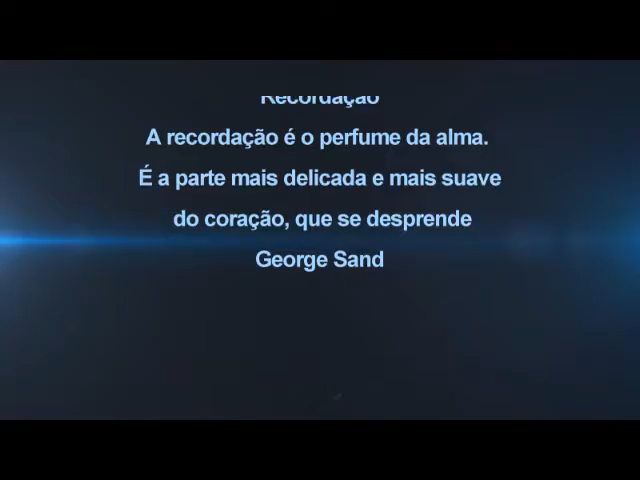 Recordação
A recordação é o perfume da alma.
É a parte mais delicada e mais suave
do coração, que se desprende
George Sand